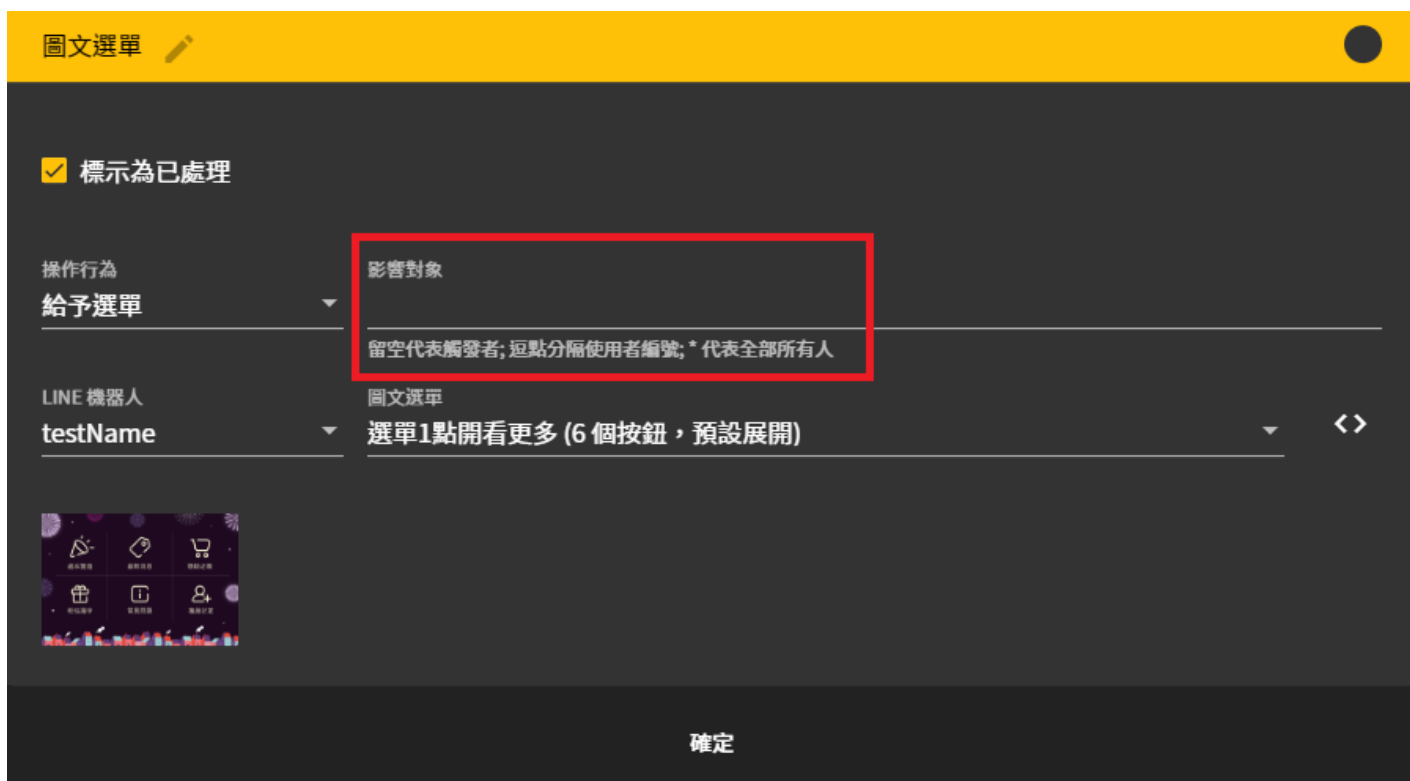 圖文選單
標示為已處理
操作行為
影響對象
給予選單
留空代表觸發者; 逗點分隔使用者編號; * 代表全部所有人
LINE 機器人
圖文選單
testName
選單1點開看更多 (6 個按鈕，預設展開)
確定